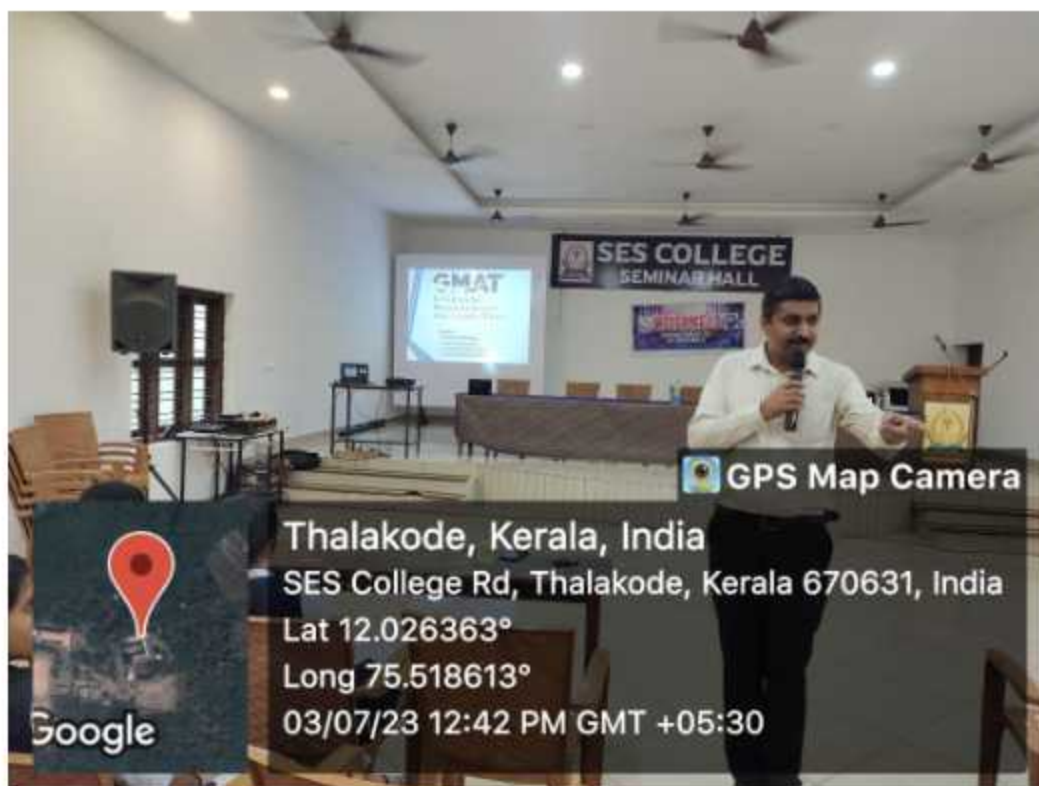 SES COLLEGE
SEMINAR HALL
GMAT
GPS Map Camera
Thalakode, Kerala, India
SES College Rd, Thalakode, Kerala 670631, India
Lat 12.026363°
Long 75.518613°
03/07/23 12:42 PM GMT +05:30
Google